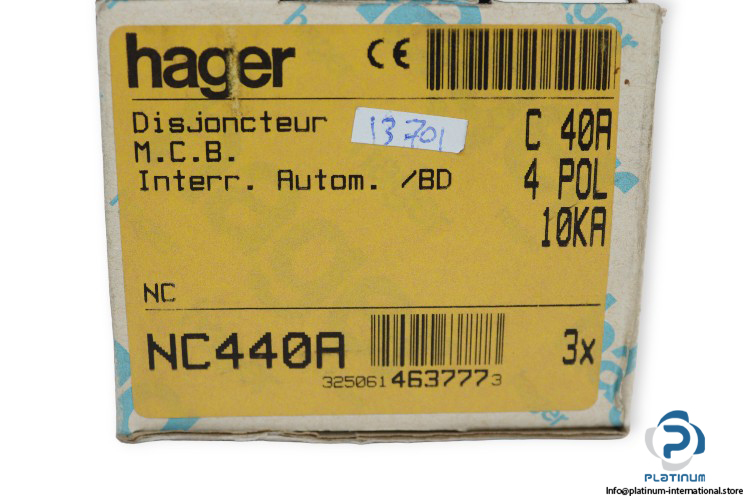 hager CE
Disjoncteur 13701 C 40A
M.C.B.
Interr. Autom. /BD 4 POL
10KA
NC
NC440A 3x
3250614637773
PLATINUM
Info@platinum-international.store